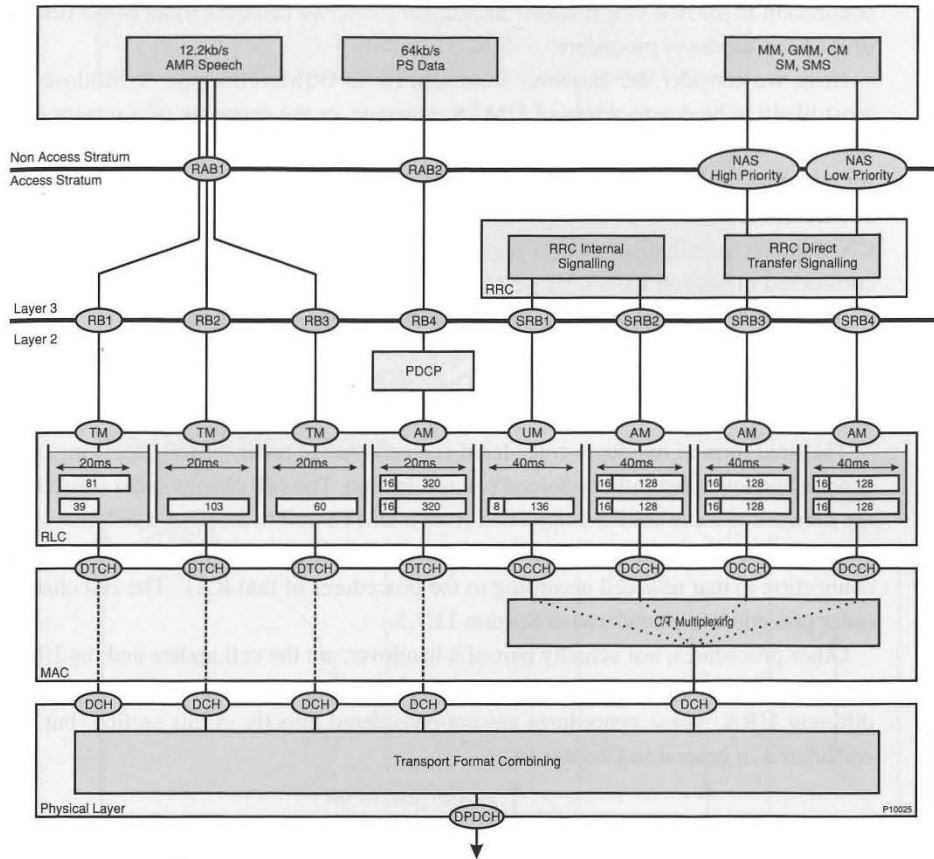 12.2kb/s
AMR Speech
64kb/s
PS Data
MM, GMM, CM
SM, SMS
Non Access Stratum
Access Stratum
RAB1
RAB2
NAS
High Priority
NAS
Low Priority
RRC Internal
Signalling
RRC Direct
Transfer Signalling
RRC
Layer 3
Layer 2
RB1
RB2
RB3
RB4
SRB1
SRB2
SRB3
SRB4
PDCP
TM
TM
TM
AM
UM
AM
AM
AM
20ms
20ms
20ms
20ms
40ms
40ms
40ms
40ms
81
16 320
16 128
16 128
16 128
39
103
60
16 320
8 136
16 128
16 128
16 128
RLC
DTCH
DTCH
DTCH
DTCH
DCCH
DCCH
DCCH
DCCH
C/T Multiplexing
MAC
DCH
DCH
DCH
DCH
DCH
Transport Format Combining
Physical Layer
P10025
DPDCH